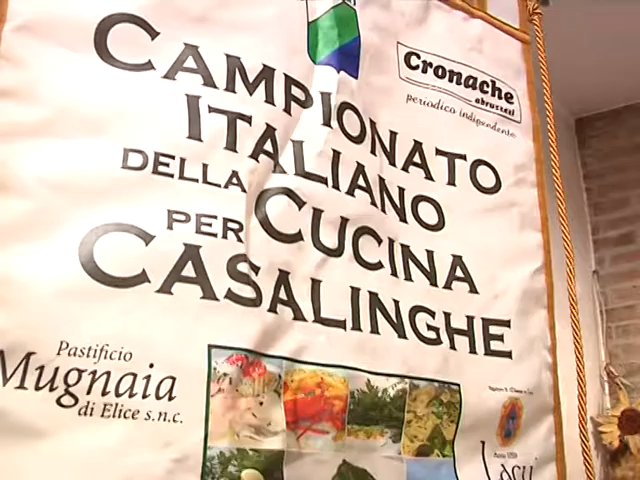 CAMPIONATO
ITALIANO
DELLA CUCINA
PER CASALINGHE
Cronache
abruzzesi
periodico indipendente
Pastificio
Mugnaia
di Elice s.n.c.